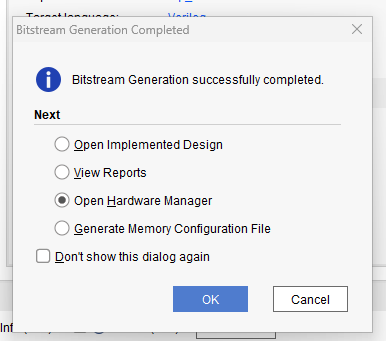 Target language:
Verilog
Bitstream Generation Completed
Bitstream Generation successfully completed.
Next
Open Implemented Design
View Reports
Open Hardware Manager
Generate Memory Configuration File
Don't show this dialog again
OK
Cancel